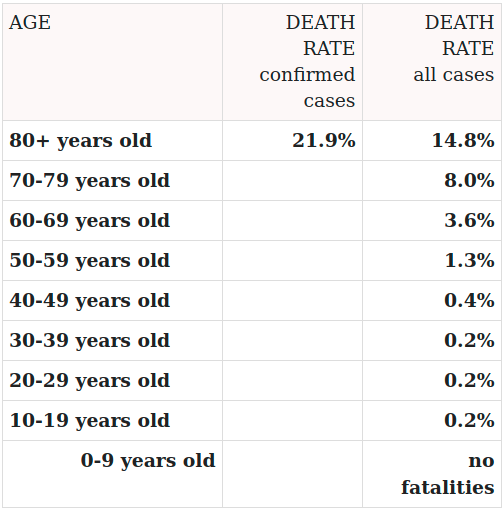 AGE DEATH RATE confirmed cases DEATH RATE all cases
80+ years old 21.9% 14.8%
70-79 years old 8.0%
60-69 years old 3.6%
50-59 years old 1.3%
40-49 years old 0.4%
30-39 years old 0.2%
20-29 years old 0.2%
10-19 years old 0.2%
0-9 years old no fatalities